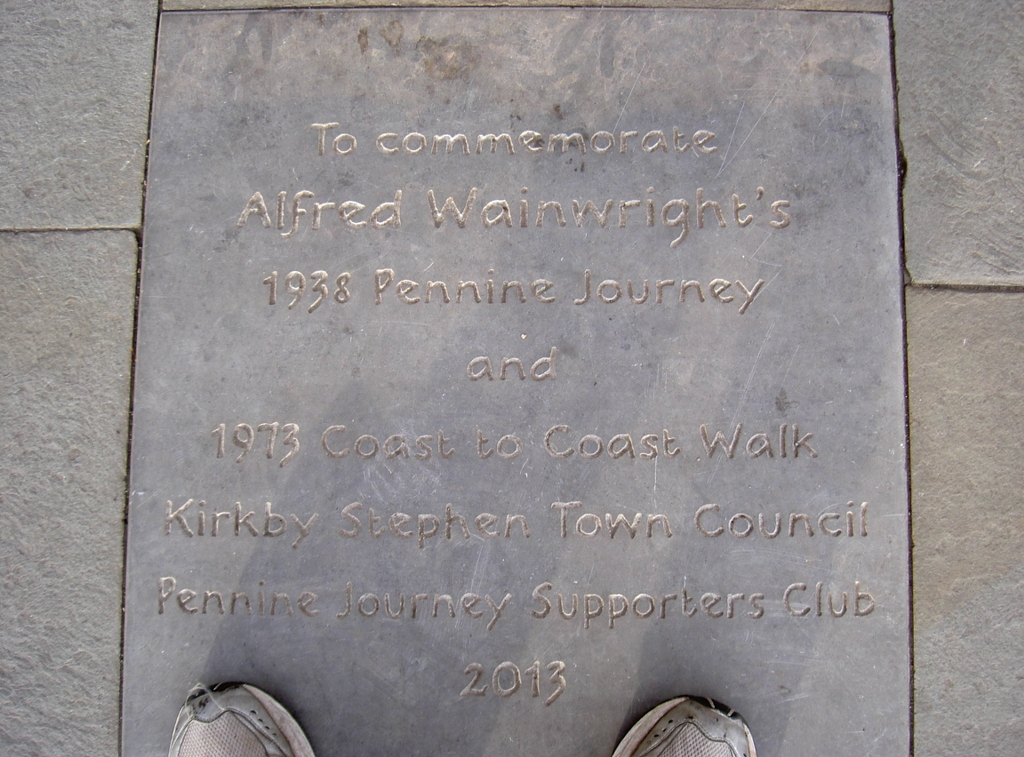 To commemorate
Alfred Wainwright's
1938 Pennine Journey
and
1973 Coast to Coast Walk
Kirkby Stephen Town Council
Pennine Journey Supporters Club
2013